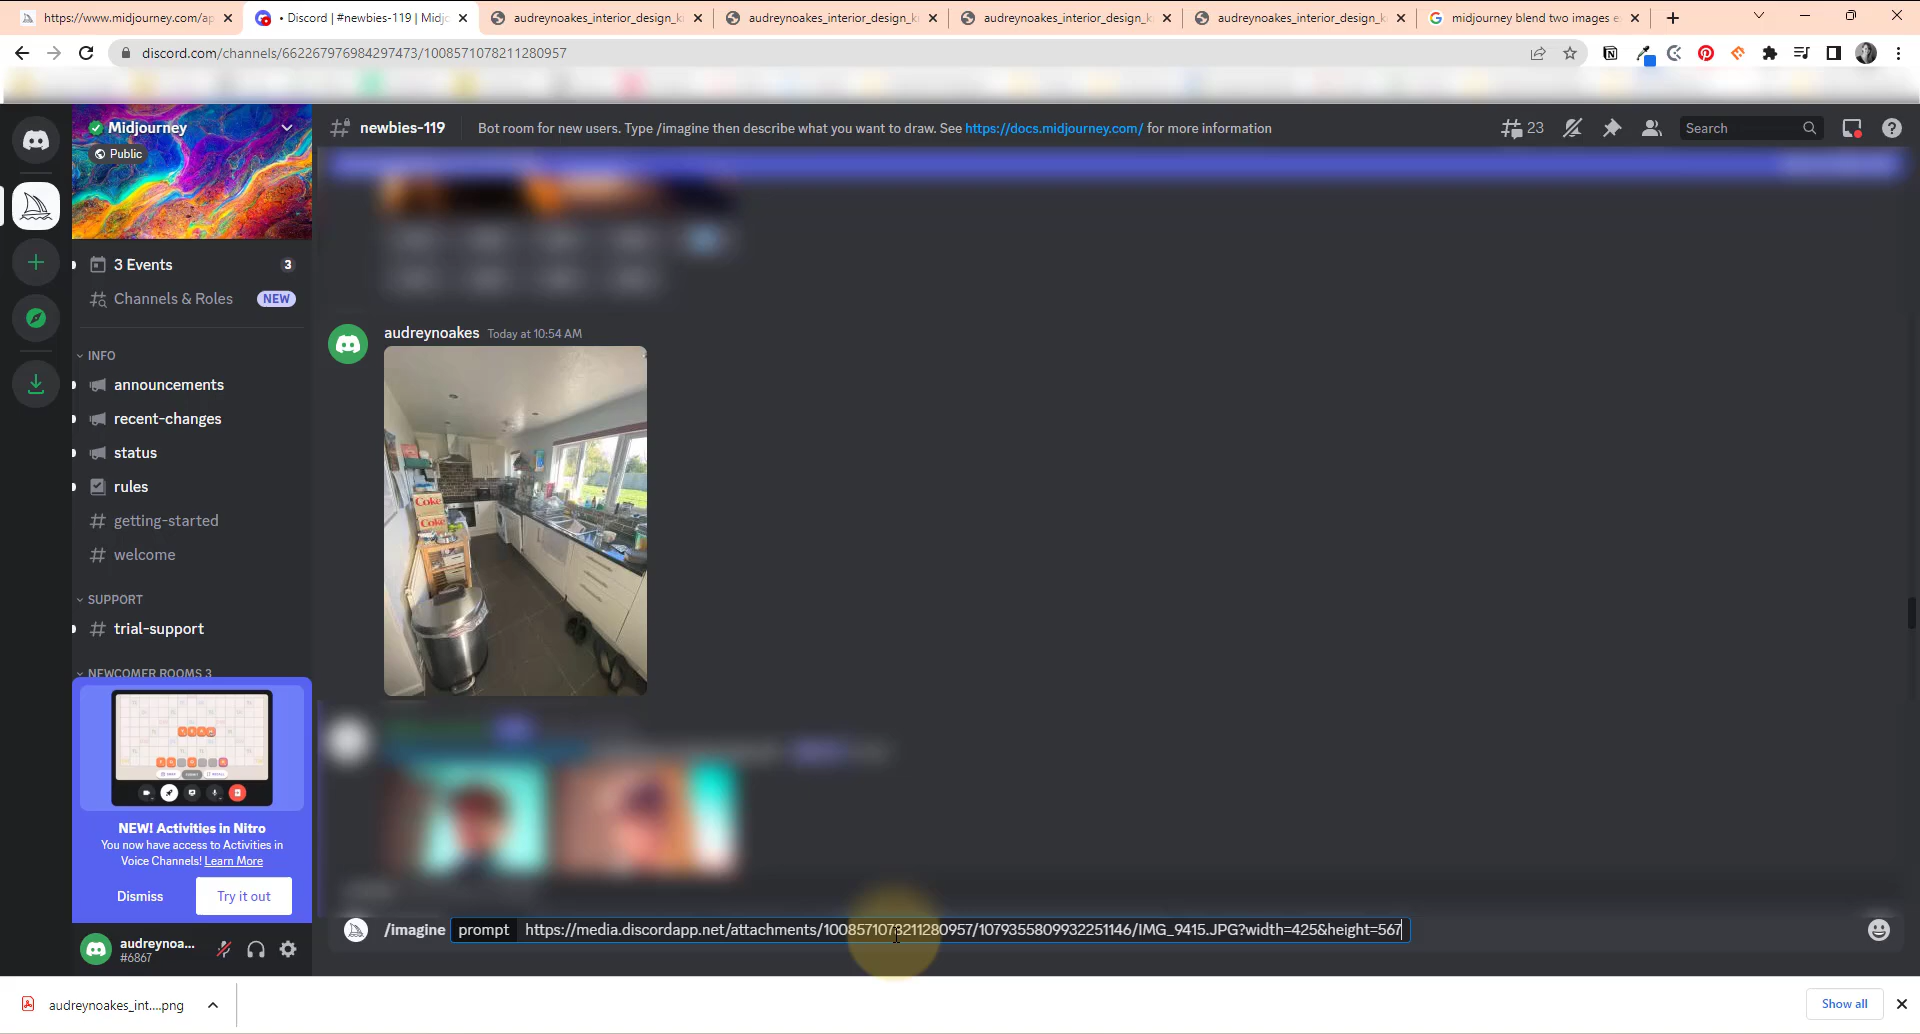 https://www.midjourney.com/ap
• Discord | #newbies-119 | Midjc
audreynoakes_interior_design_k
audreynoakes_interior_design_k
audreynoakes_interior_design_k
audreynoakes_interior_design_k
midjourney blend two images e
discord.com/channels/662267976984297473/1008571078211280957
Midjourney
Public
newbies-119
Bot room for new users. Type /imagine then describe what you want to draw. See https://docs.midjourney.com/ for more information
23
Search
3 Events
3
Channels & Roles
NEW
INFO
announcements
recent-changes
status
rules
getting-started
welcome
SUPPORT
trial-support
NEWCOMER ROOMS 3
audreynoakes Today at 10:54 AM
Coke
Coke
NEW! Activities in Nitro
You now have access to Activities in
Voice Channels! Learn More
Dismiss
Try it out
/imagine prompt https://media.discordapp.net/attachments/1008571078211280957/1079355809932251146/IMG_9415.JPG?width=425&height=567
audreynoa...
#6867
audreynoakes_int....png
Show all